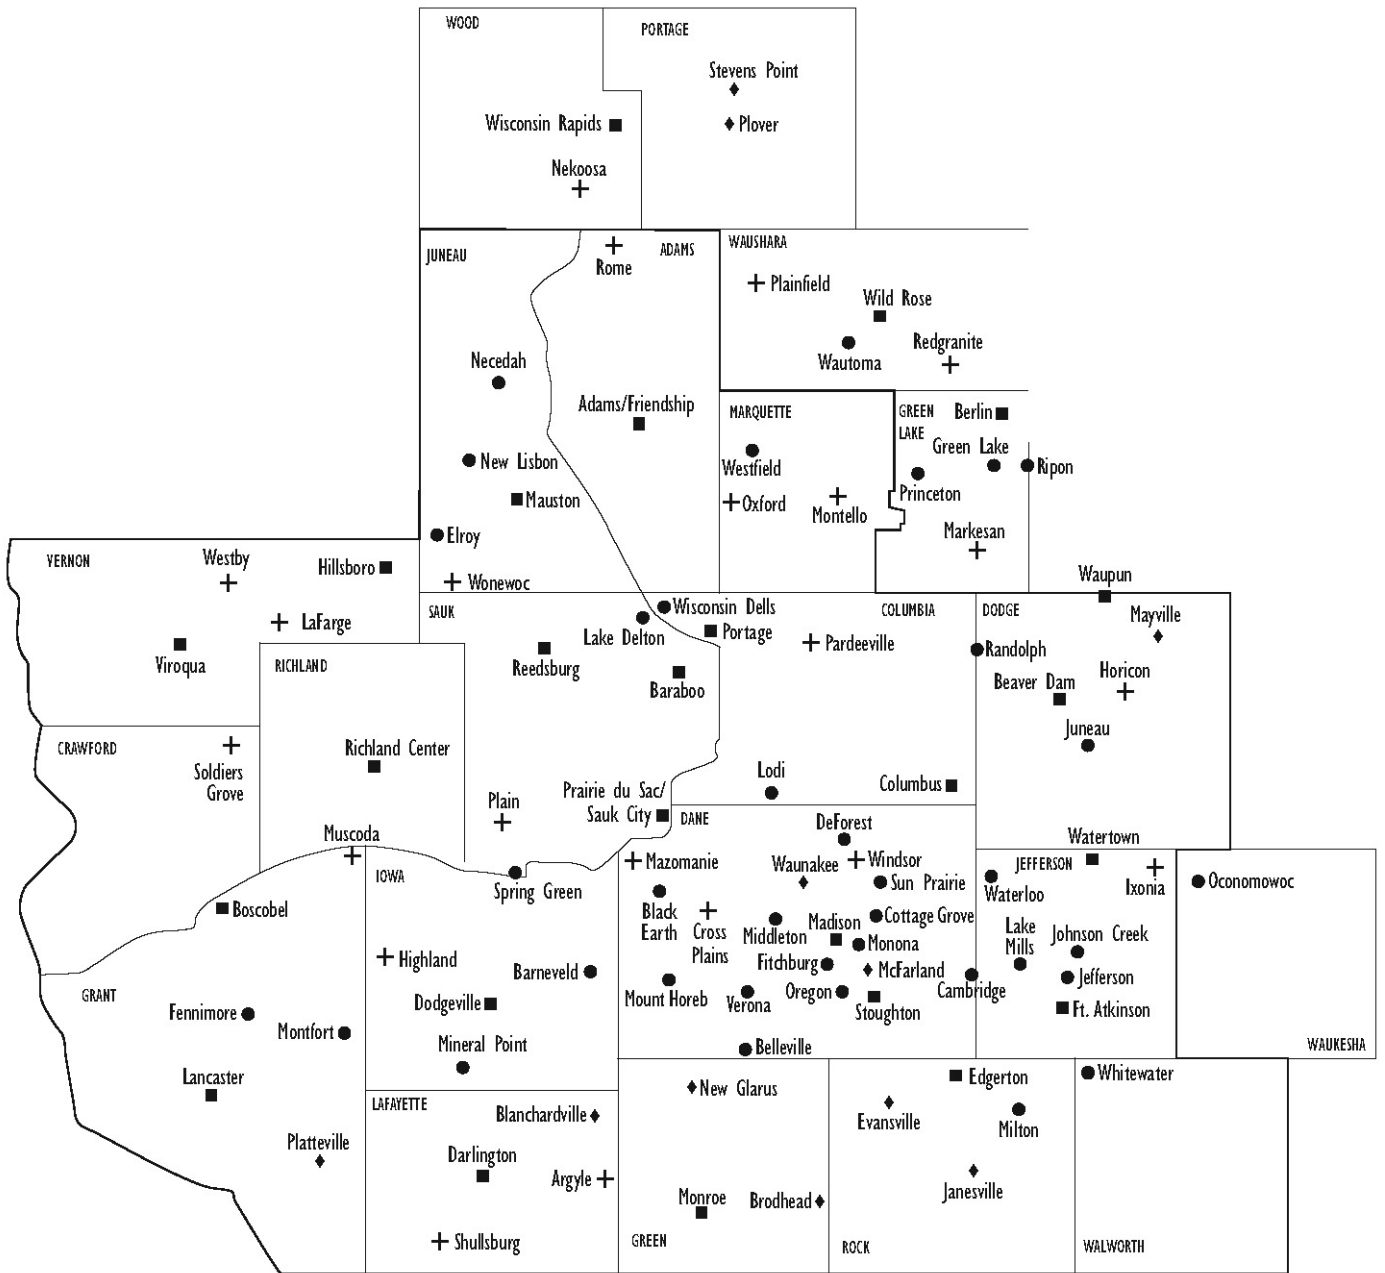 WOOD
PORTAGE
Stevens Point
Wisconsin Rapids
Plover
Nekoosa
JUNEAU
Rome
ADAMS
WAUSHARA
Plainfield
Wild Rose
Wautoma
Redgranite
Necedah
Adams/Friendship
MARQUETTE
GREEN
LAKE
Berlin
Green Lake
New Lisbon
Westfield
Ripon
Princeton
Mauston
Oxford
Montello
Elroy
Markesan
VERNON
Westby
Hillsboro
Wonewoc
Waupun
LaFarge
SAUK
Wisconsin Dells
COLUMBIA
DODGE
Mayville
Lake Delton
Portage
Pardeeville
Viroqua
RICHLAND
Reedsburg
Randolph
Baraboo
Beaver Dam
Horicon
CRAWFORD
Richland Center
Juneau
Soldiers
Grove
Lodi
Columbus
Plain
Prairie du Sac/
Sauk City
DANE
DeForest
Muscoda
Watertown
Mazomanie
Waunakee
Windsor
JEFFERSON
IOWA
Spring Green
Sun Prairie
Waterloo
Ixonia
Oconomowoc
Boscobel
Black
Earth
Cross
Plains
Middleton
Madison
Cottage Grove
Lake
Mills
Johnson Creek
Monona
Highland
Barneveld
Fitchburg
McFarland
Cambridge
Jefferson
GRANT
Dodgeville
Mount Horeb
Verona
Oregon
Stoughton
Ft. Atkinson
Fennimore
Montfort
Mineral Point
Belleville
WAUKESHA
Lancaster
New Glarus
Edgerton
Whitewater
LAFAYETTE
Blanchardville
Evansville
Milton
Platteville
Darlington
Argyle
Janesville
Monroe
Brodhead
Shullsburg
GREEN
ROCK
WALWORTH